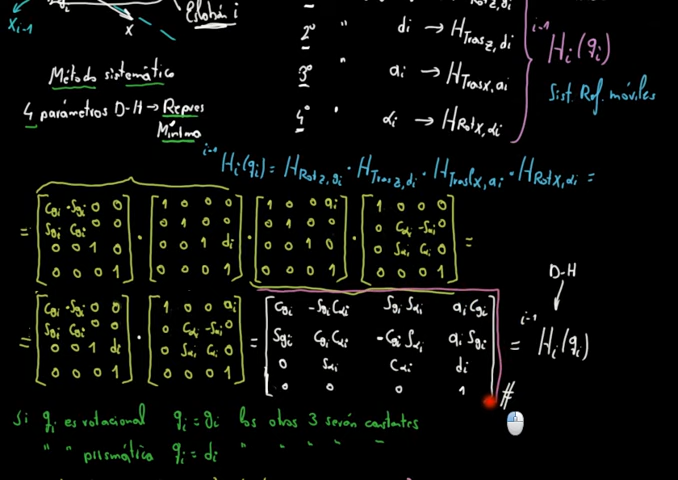 Eslabón i
X i-1
X
2º " di → H Trasz, di
3º " ai → H Trasx, ai
4º " αi → H Rotx, αi
i-1 Hi(qi)
Sist. Ref. móviles
Método sistemático
4 parámetros D-H → Repres
Mínima
i-1 Hi(qi) = H Rotz, θi · H Trasz, di · H Traslx, ai · H Rotx, αi =
= [Cθi -Sθi 0 0 · [1 0 0 0 · [1 0 0 ai · [1 0 0 0
Sθi Cθi 0 0 0 1 0 0 0 1 0 0 0 Cαi -Sαi 0
0 0 1 0 0 0 1 di 0 0 1 0 0 Sαi Cαi 0
0 0 0 1] 0 0 0 1] 0 0 0 1] 0 0 0 1] =
= [Cθi -Sθi 0 0 · [1 0 0 ai = [Cθi -Sθi Cαi Sθi Sαi ai Cθi
Sθi Cθi 0 0 0 Cαi -Sαi 0 Sθi Cθi Cαi -Cθi Sαi ai Sθi
0 0 1 di 0 Sαi Cαi 0 0 Sαi Cαi di
0 0 0 1] 0 0 0 1] 0 0 0 1] #
D-H
= i-1 Hi(qi)
Si qi es rotacional qi = θi los otros 3 serán constantes
" " prismática qi = di " " " " "